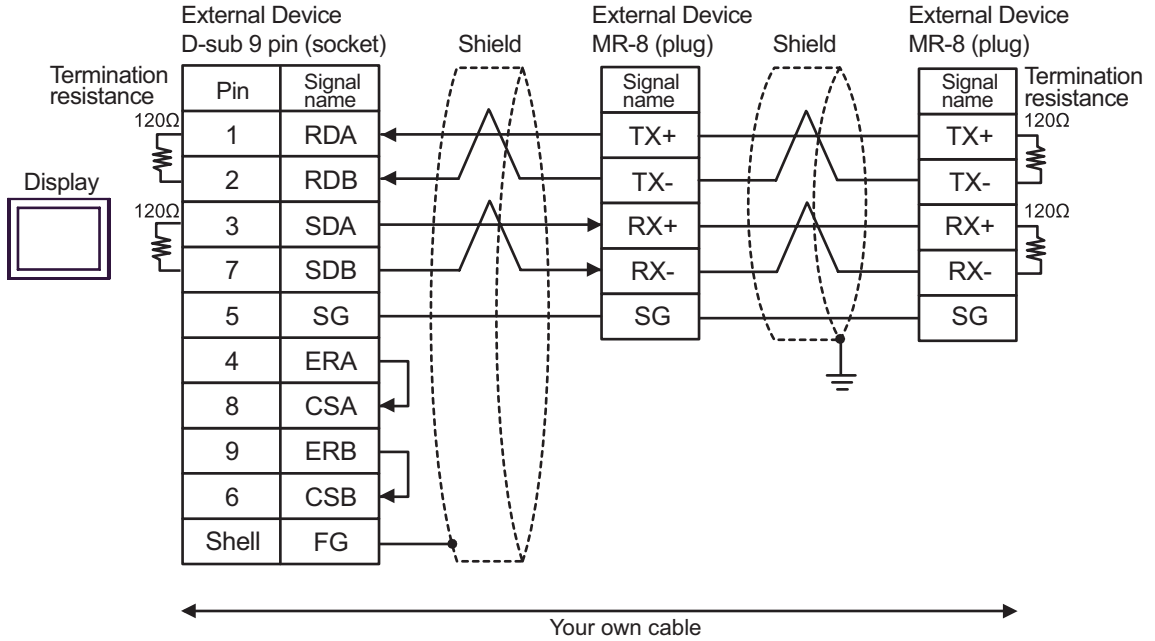 External Device
D-sub 9 pin (socket)
Shield
External Device
MR-8 (plug)
Shield
External Device
MR-8 (plug)
Termination
resistance
Termination
resistance
Display
120Ω
120Ω
120Ω
120Ω
Pin Signal name
1 RDA
2 RDB
3 SDA
7 SDB
5 SG
4 ERA
8 CSA
9 ERB
6 CSB
Shell FG
Signal
name
TX+
TX-
RX+
RX-
SG
Signal
name
TX+
TX-
RX+
RX-
SG
Your own cable